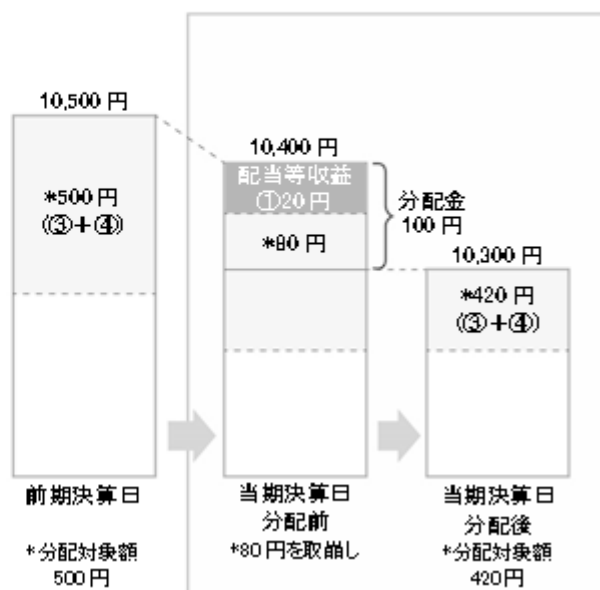 10,500 円
*500 円
(③+④)
前期決算日
*分配対象額
500 円
10,400 円
配当等収益
①20 円
*80 円
分配金
100 円
当期決算日
分配前
*80 円を取崩し
10,300 円
*420 円
(③+④)
当期決算日
分配後
*分配対象額
420円